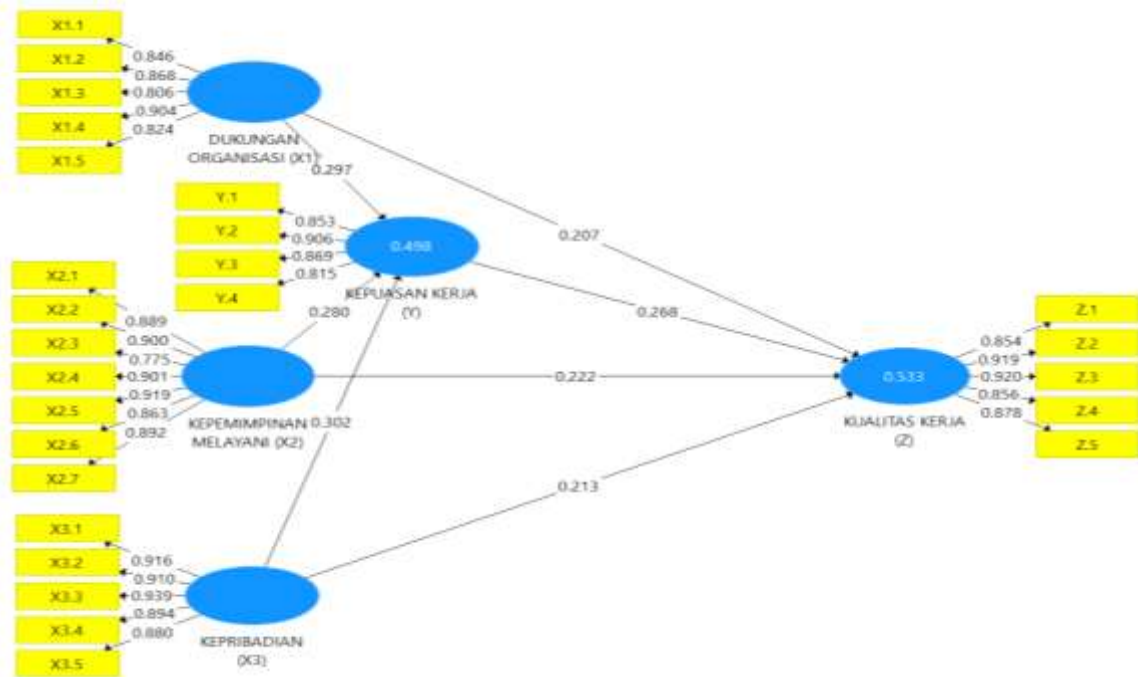 X1.1
X1.2
X1.3
X1.4
X1.5
0.846
0.868
0.806
0.904
0.824
DUKUNGAN
ORGANISASI (X1)
0.297
0.207
Y.1
Y.2
Y.3
Y.4
0.853
0.906
0.869
0.815
0.498
KEPUASAN KERJA
(Y)
0.280
0.268
X2.1
X2.2
X2.3
X2.4
X2.5
X2.6
X2.7
0.889
0.900
0.775
0.901
0.919
0.863
0.892
KEPEMIMPINAN
MELAYANI (X2)
0.302
0.222
0.533
KUALITAS KERJA
(Z)
0.854
0.919
0.920
0.856
0.878
Z.1
Z.2
Z.3
Z.4
Z.5
0.213
X3.1
X3.2
X3.3
X3.4
X3.5
0.916
0.910
0.939
0.894
0.880
KEPRIBADIAN
(X3)